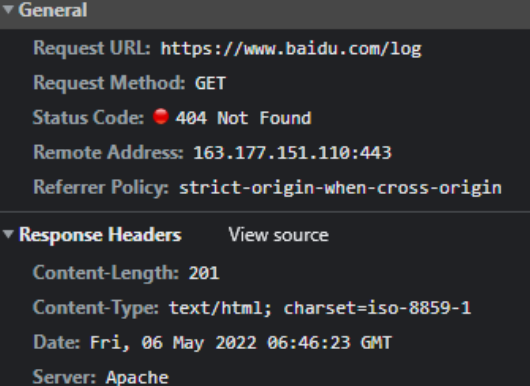 General
Request URL: https://www.baidu.com/log
Request Method: GET
Status Code: 404 Not Found
Remote Address: 163.177.151.110:443
Referrer Policy: strict-origin-when-cross-origin
Response Headers View source
Content-Length: 201
Content-Type: text/html; charset=iso-8859-1
Date: Fri, 06 May 2022 06:46:23 GMT
Server: Apache